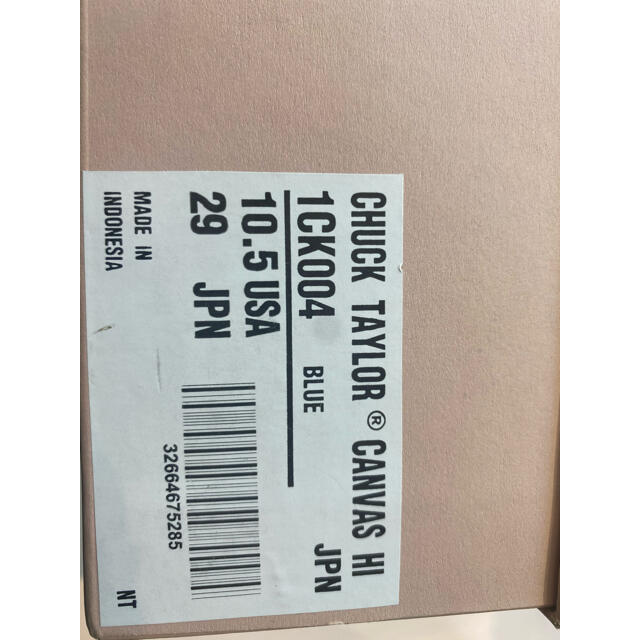 CHUCK TAYLOR ® CANVAS HI JPN
1CK004 BLUE
10.5 USA
29 JPN
32664675285
MADE IN
INDONESIA
NT